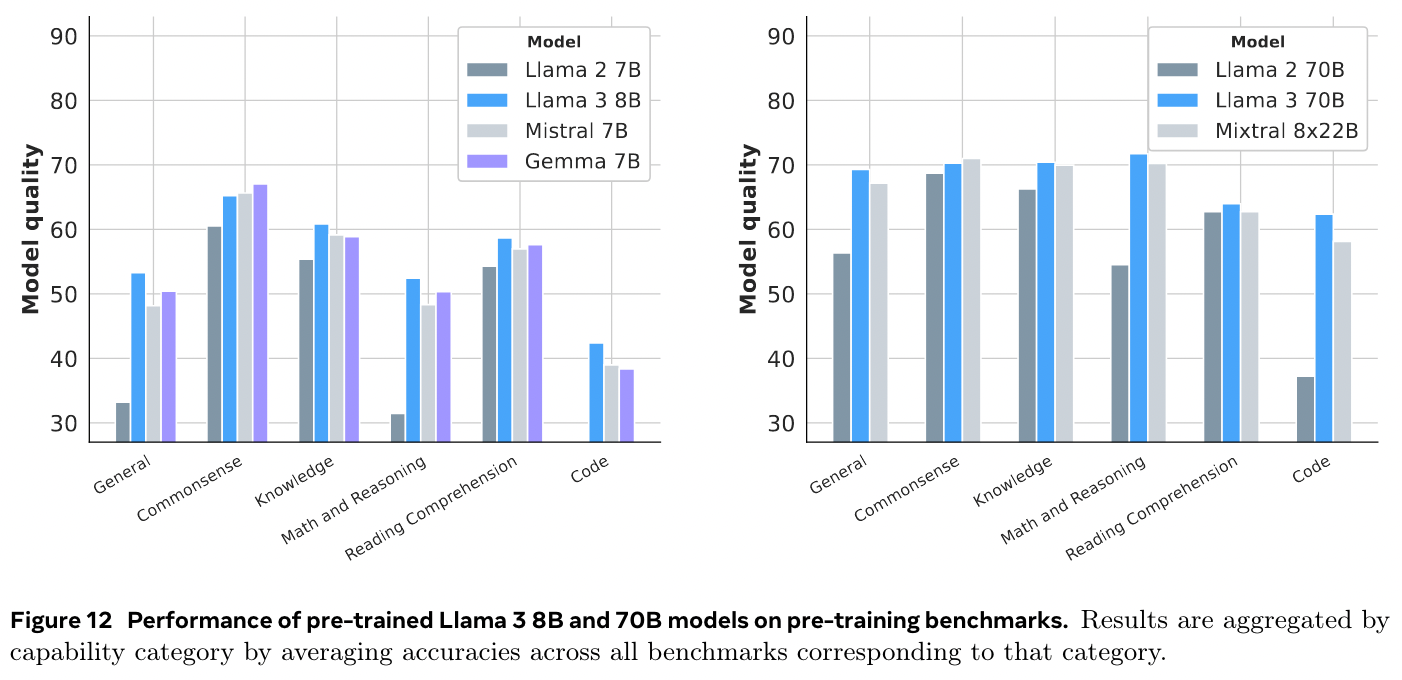 Model quality
90
80
70
60
50
40
30
Model
Llama 2 7B
Llama 3 8B
Mistral 7B
Gemma 7B
General
Commonsense
Knowledge
Math and Reasoning
Reading Comprehension
Code
Model quality
90
80
70
60
50
40
30
Model
Llama 2 70B
Llama 3 70B
Mixtral 8x22B
General
Commonsense
Knowledge
Math and Reasoning
Reading Comprehension
Code
Figure 12 Performance of pre-trained Llama 3 8B and 70B models on pre-training benchmarks. Results are aggregated by
capability category by averaging accuracies across all benchmarks corresponding to that category.